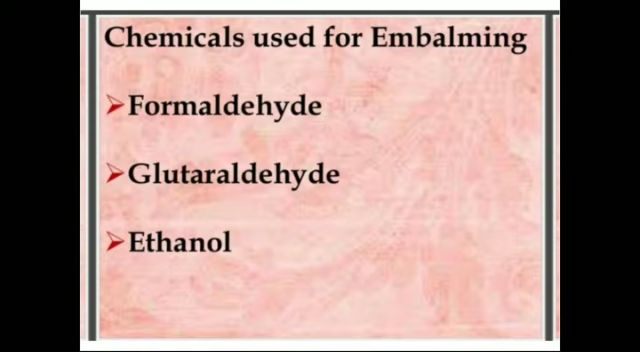 Chemicals used for Embalming
➢Formaldehyde
➢Glutaraldehyde
➢Ethanol